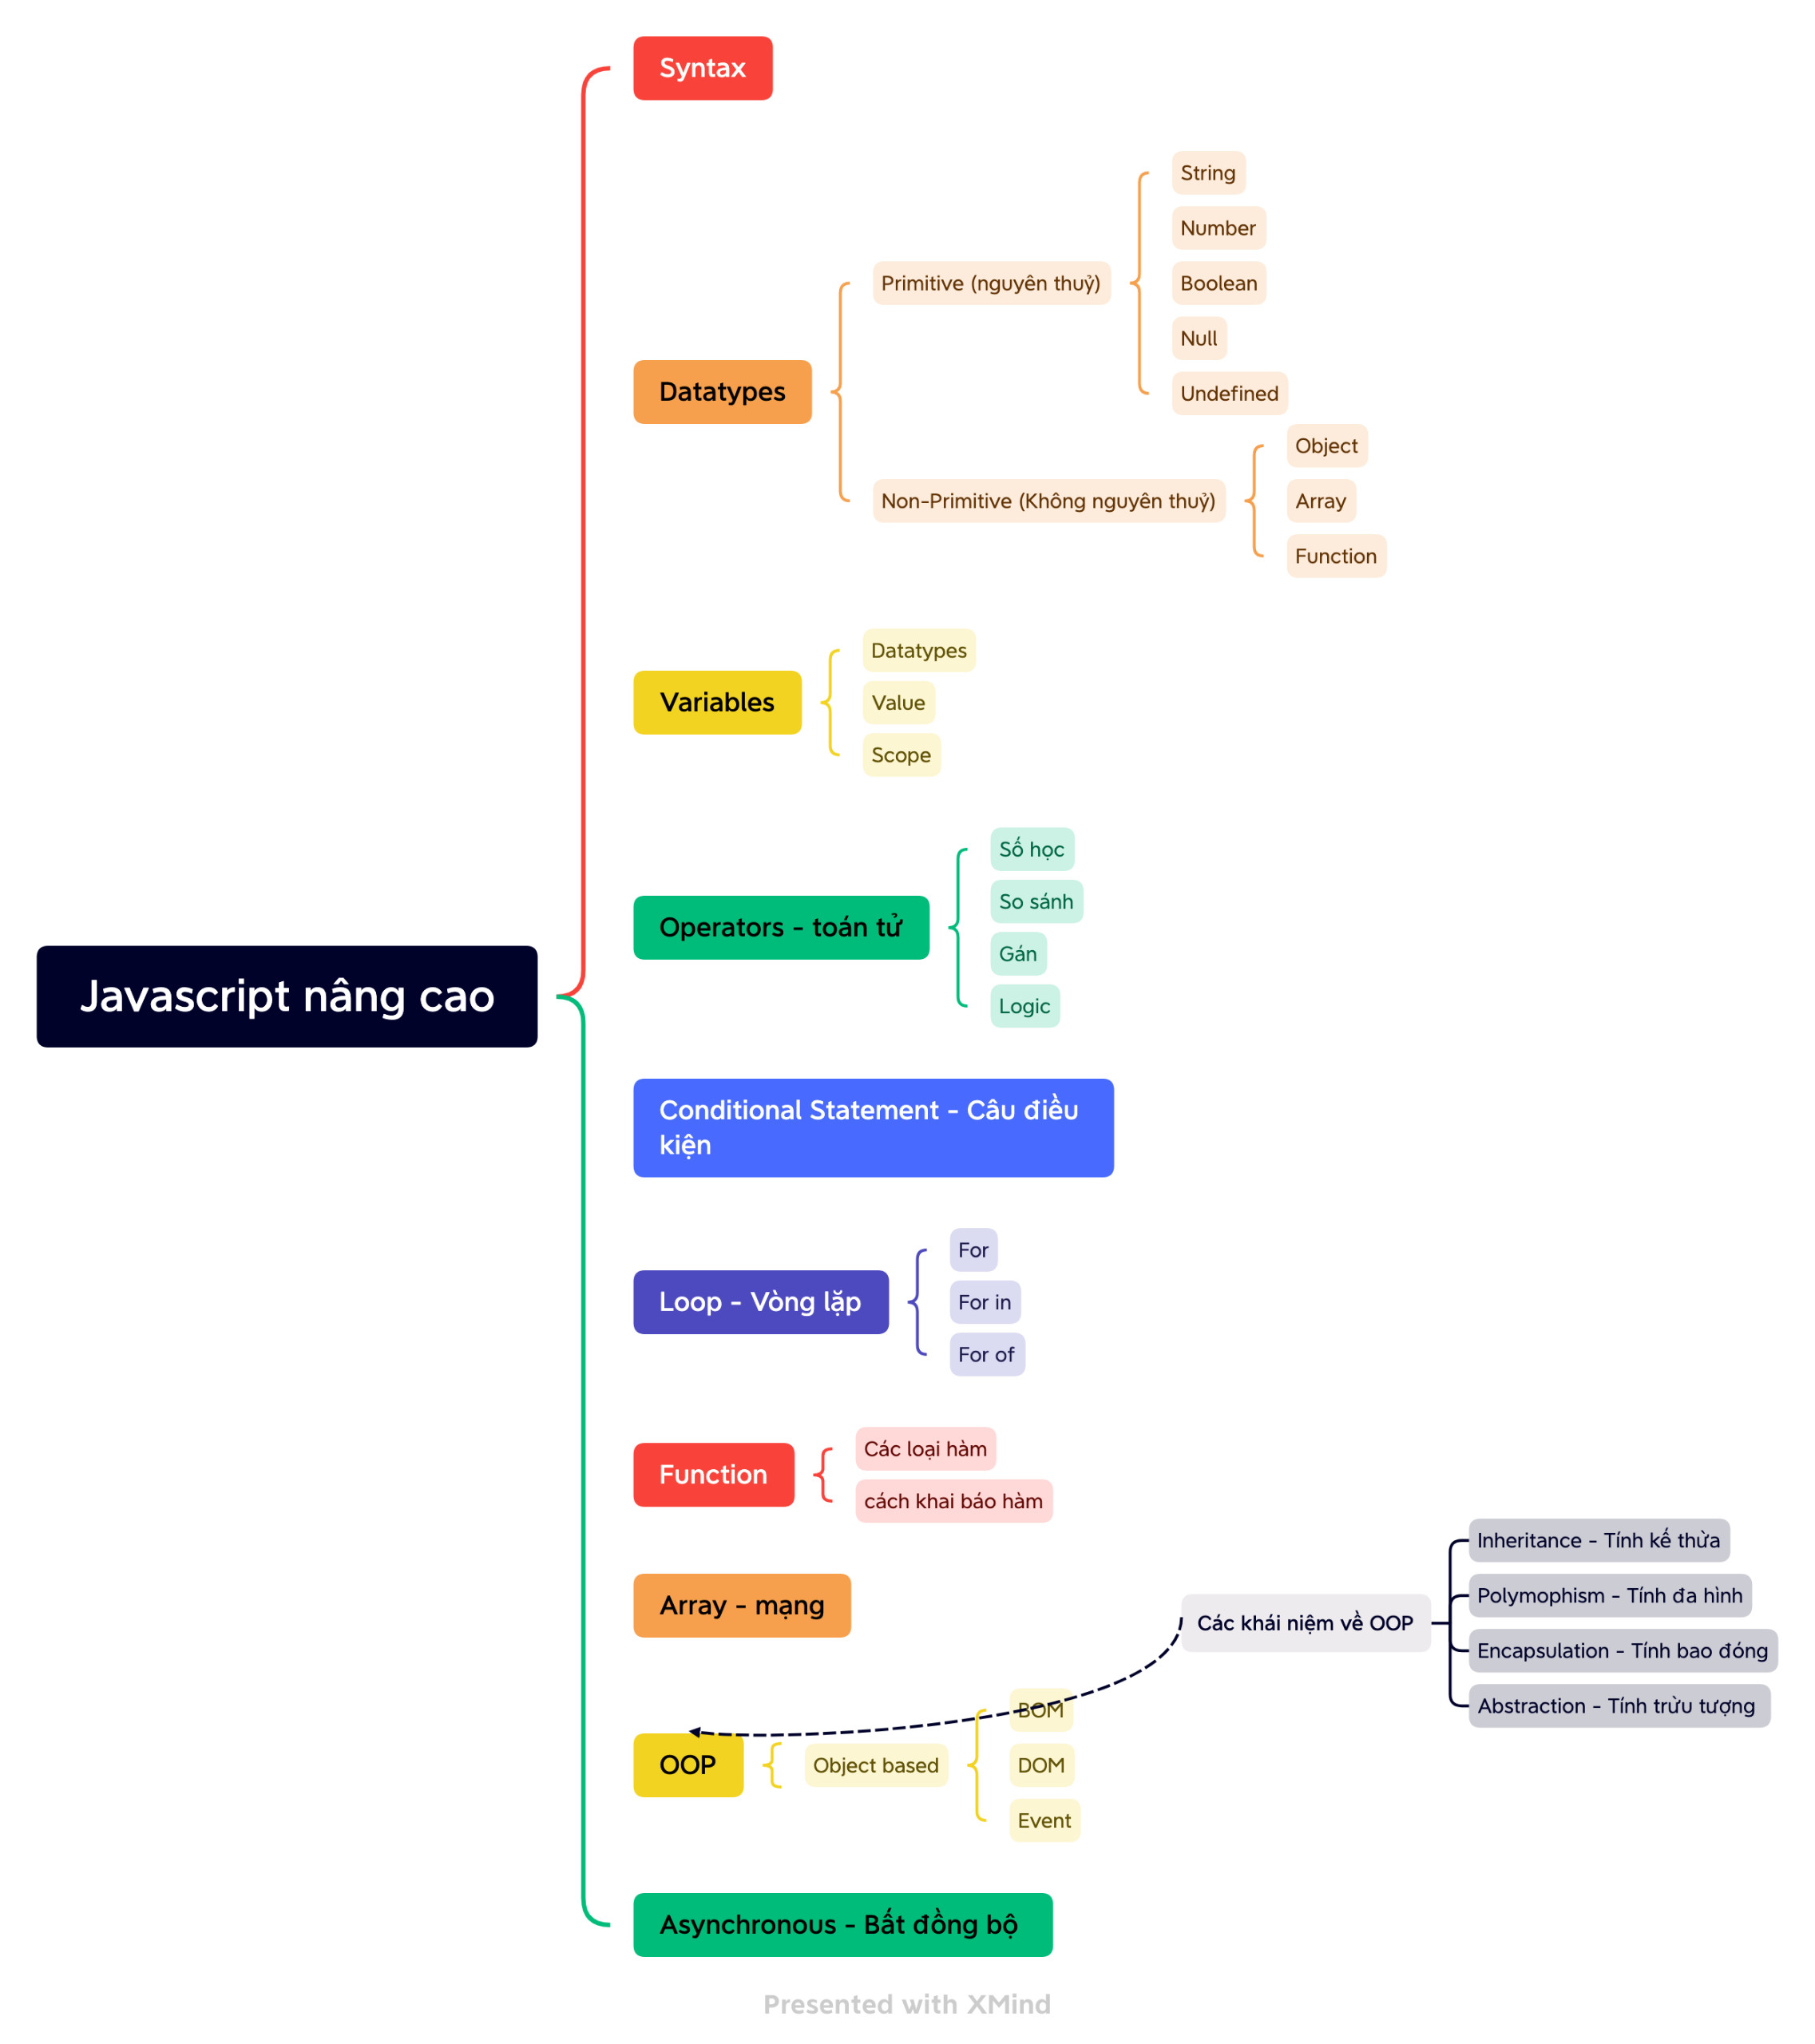 Syntax
String
Number
Primitive (nguyên thuỷ)
Boolean
Null
Datatypes
Undefined
Object
Non-Primitive (Không nguyên thuỷ)
Array
Function
Datatypes
Variables
Value
Scope
Số học
So sánh
Operators - toán tử
Gán
Logic
Javascript nâng cao
Conditional Statement - Câu điều
kiện
For
Loop - Vòng lặp
For in
For of
Các loại hàm
Function
cách khai báo hàm
Array - mạng
Các khái niệm về OOP
Inheritance - Tính kế thừa
Polymophism - Tính đa hình
Encapsulation - Tính bao đóng
Abstraction - Tính trừu tượng
BOM
OOP
Object based
DOM
Event
Asynchronous - Bất đồng bộ
Presented with XMind